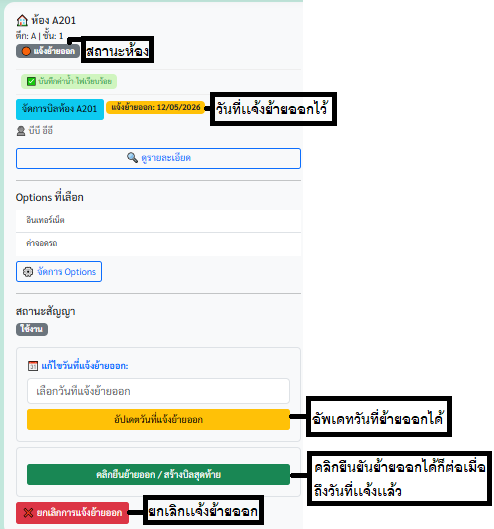 ห้อง A201
ตึก: A | ชั้น: 1
แจ้งย้ายออก
สถานะห้อง
บันทึกค่าน้ำ-ไฟเรียบร้อย
จัดการบิลห้อง A201
แจ้งย้ายออก: 12/05/2026
วันที่แจ้งย้ายออกไว้
บีบี อีอี
ดูรายละเอียด
Options ที่เลือก
อินเทอร์เน็ต
ค่าจอดรถ
จัดการ Options
สถานะสัญญา
ใช้งาน
แก้ไขวันที่แจ้งย้ายออก:
เลือกวันที่แจ้งย้ายออก
อัปเดตวันที่แจ้งย้ายออก
อัพเดทวันที่ย้ายออกได้
คลิกยืนย้ายออก / สร้างบิลสุดท้าย
คลิกยืนยันย้ายออกได้ก็ต่อเมื่อ
ถึงวันที่แจ้งแล้ว
ยกเลิกการแจ้งย้ายออก
ยกเลิกแจ้งย้ายออก